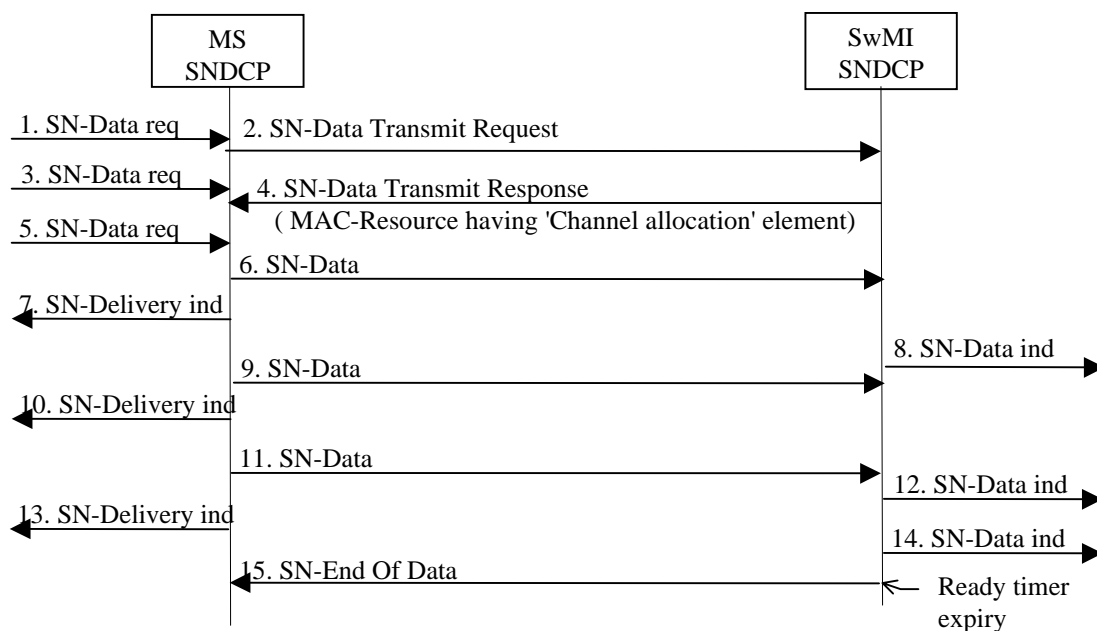 MS
SNDCP
SwMI
SNDCP
1. SN-Data req
2. SN-Data Transmit Request
3. SN-Data req
4. SN-Data Transmit Response
( MAC-Resource having 'Channel allocation' element)
5. SN-Data req
6. SN-Data
7. SN-Delivery ind
8. SN-Data ind
9. SN-Data
10. SN-Delivery ind
11. SN-Data
12. SN-Data ind
13. SN-Delivery ind
14. SN-Data ind
15. SN-End Of Data
Ready timer
expiry